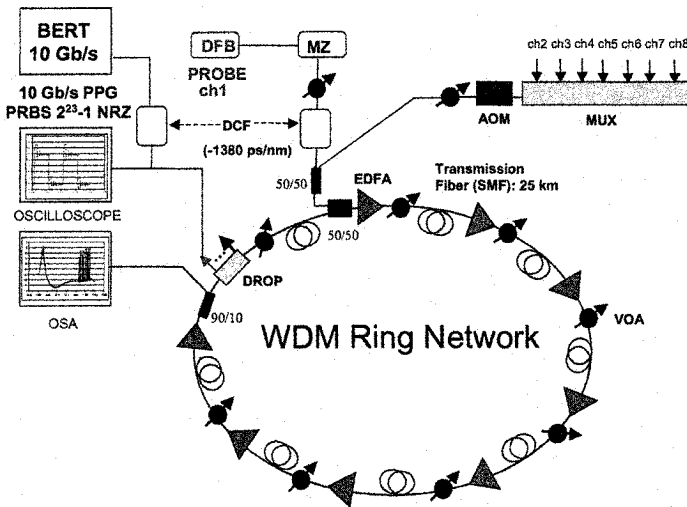 BERT
10 Gb/s
10 Gb/s PPG
PRBS 2²³-1 NRZ
OSCILLOSCOPE
OSA
DFB
MZ
PROBE
ch1
DCF
(-1380 ps/nm)
50/50
50/50
EDFA
AOM
MUX
ch2 ch3 ch4 ch5 ch6 ch7 ch8
Transmission
Fiber (SMF): 25 km
DROP
90/10
VOA
WDM Ring Network